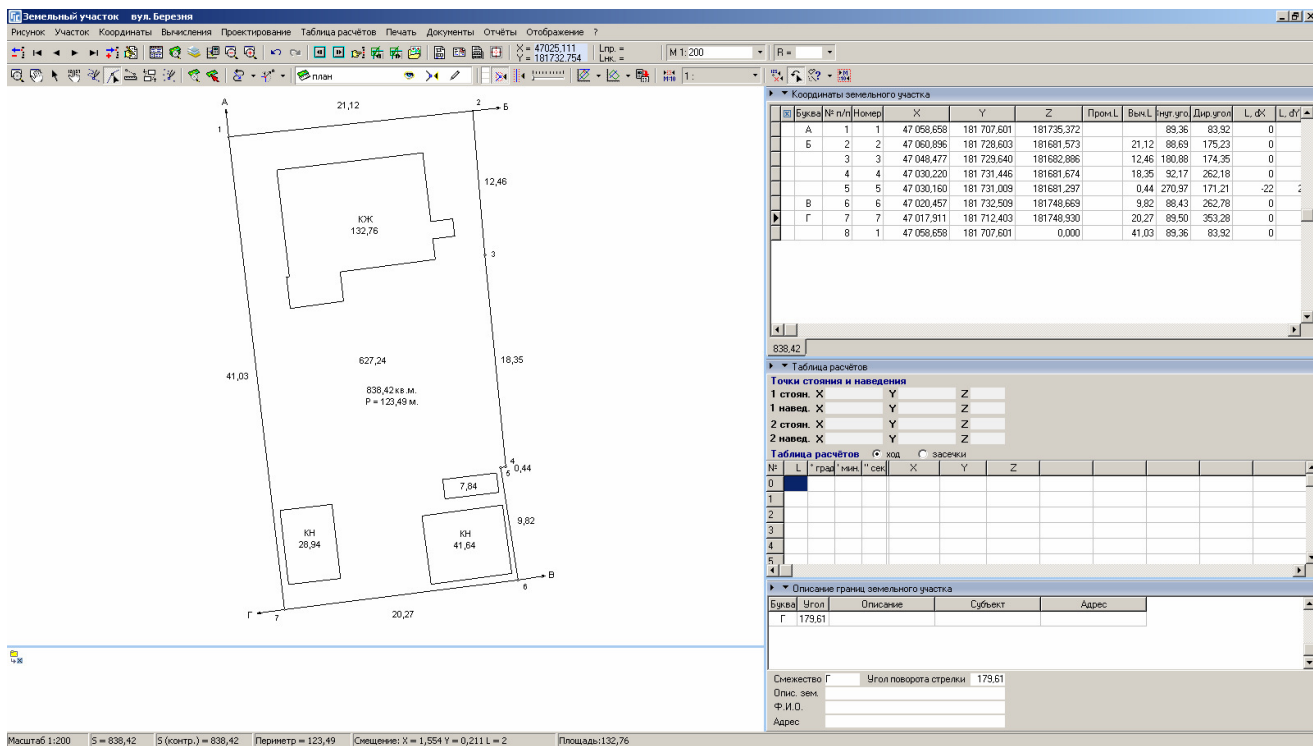 Земельный участок вул. Березня
Рисунок Участок Координаты Вычисления Проектирование Таблица расчётов Печать Документы Отчёты Отображение ?
X = 47025,111
Y = 181732.754
Lпр. =
Lнк. =
M 1: 200
R =
план
1 :
А
21,12
2
Б
1
12,46
КЖ
132,76
3
627,24
18,35
41,03
838,42 кв.м.
P = 123,49 м.
4
0,44
5
7,84
КН
28,94
КН
41,64
9,82
В
6
Г
7
20,27
Координаты земельного участка
Буква № п/п Номер X Y Z Пром.L Выч.L Внут.уго. Дир.угол L, dX L, dY
А 1 1 47 058,658 181 707,601 181735,372 89,36 83,92 0
Б 2 2 47 060,896 181 728,603 181681,573 21,12 88,69 175,23 0
3 3 47 048,477 181 729,640 181682,886 12,46 180,88 174,35 0
4 4 47 030,220 181 731,446 181681,674 18,35 92,17 262,18 0
5 5 47 030,160 181 731,009 181681,297 0,44 270,97 171,21 -22 2
В 6 6 47 020,457 181 732,509 181748,669 9,82 88,43 262,78 0
Г 7 7 47 017,911 181 712,403 181748,930 20,27 89,50 353,28 0
8 1 47 058,658 181 707,601 0,000 41,03 89,36 83,92 0
838,42
Таблица расчётов
Точки стояния и наведения
1 стоян. X Y Z
1 навед. X Y Z
2 стоян. X Y Z
2 навед. X Y Z
Таблица расчётов ход засечки
№ L ° град ' мин. " сек X Y Z
0
1
2
3
4
5
Описание границ земельного участка
Буква Угол Описание Субъект Адрес
Г 179,61
Смежество Г Угол поворота стрелки 179,61
Опис. зем.
Ф.И.О.
Адрес
Масштаб 1:200 S = 838,42 S (контр.) = 838,42 Периметр = 123,49 Смещение: X = 1,554 Y = 0,211 L = 2 Площадь:132,76